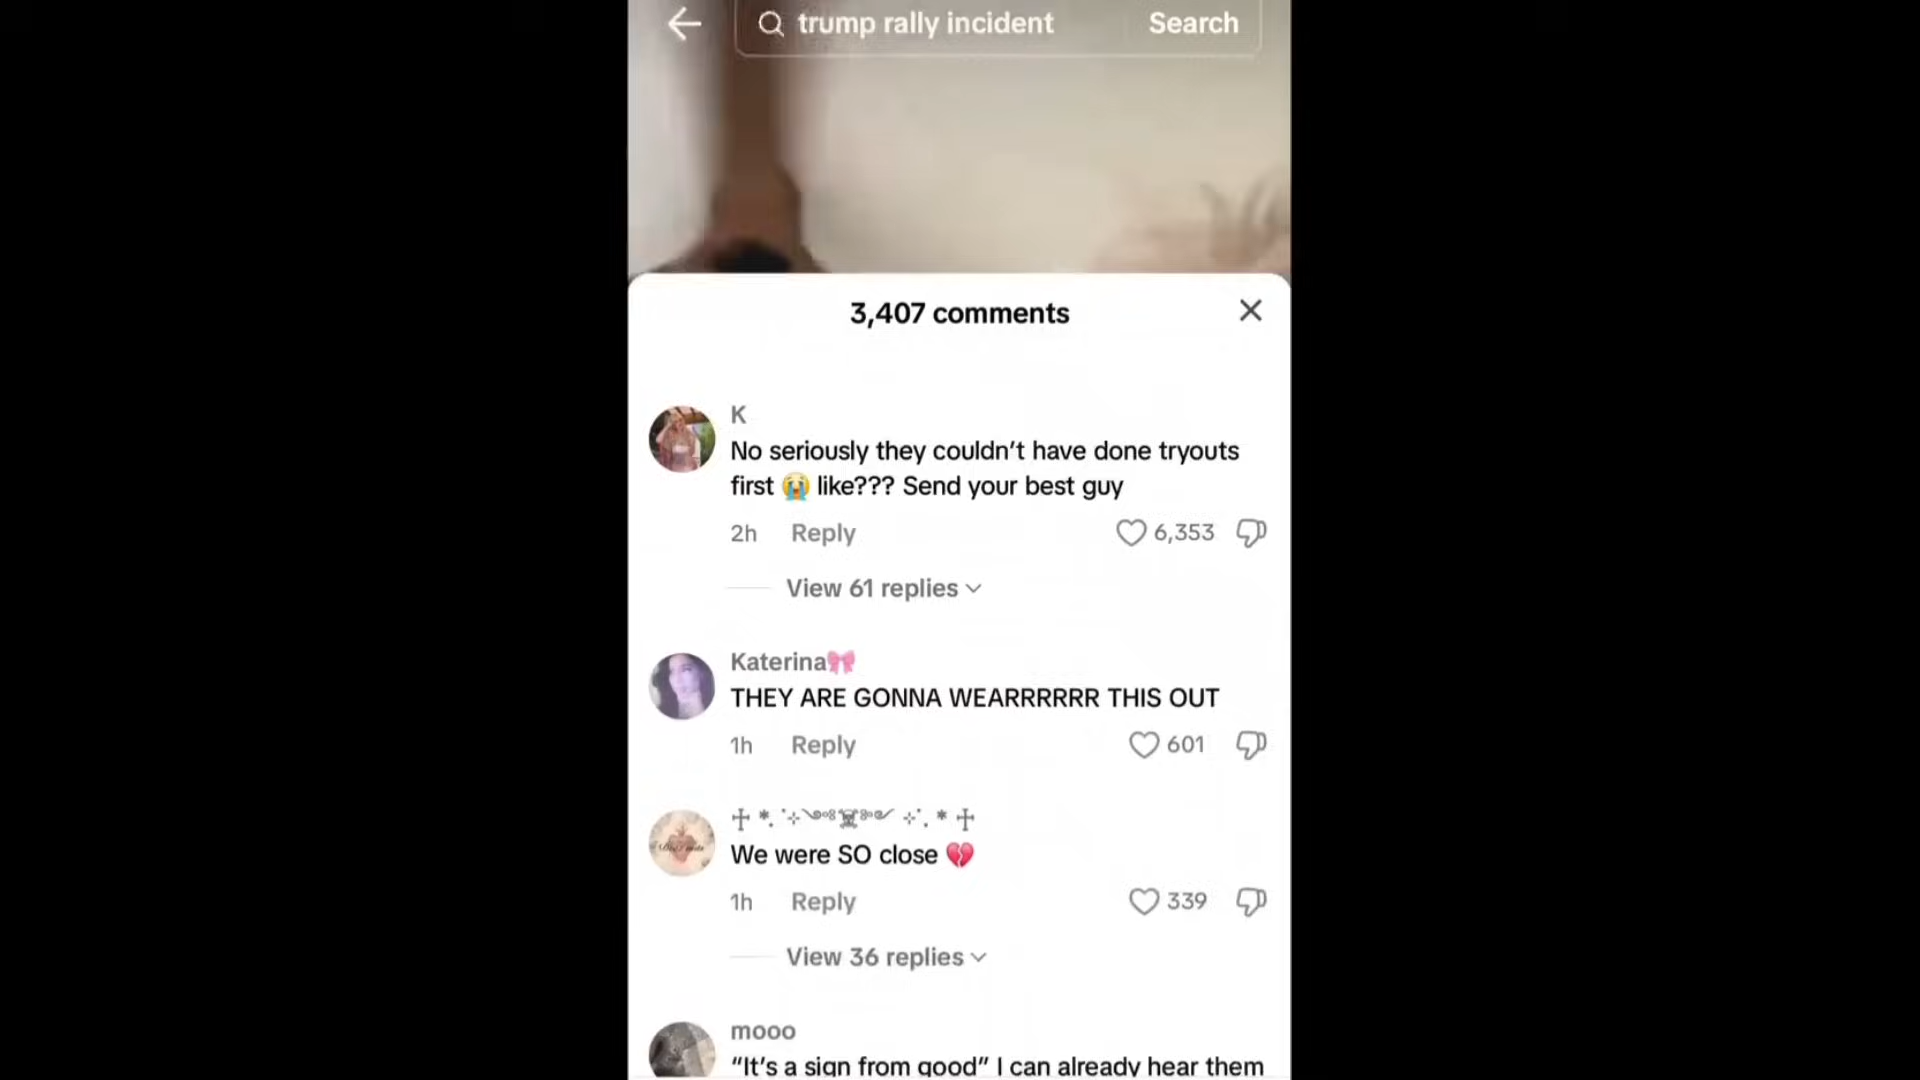 trump rally incident Search
3,407 comments
K
No seriously they couldn't have done tryouts
first 😭 like??? Send your best guy
2h Reply 6,353
View 61 replies
Katerina🎀
THEY ARE GONNA WEARRRRRR THIS OUT
1h Reply 601
We were SO close 💔
1h Reply 339
View 36 replies
mooo
“It's a sign from good” I can already hear them